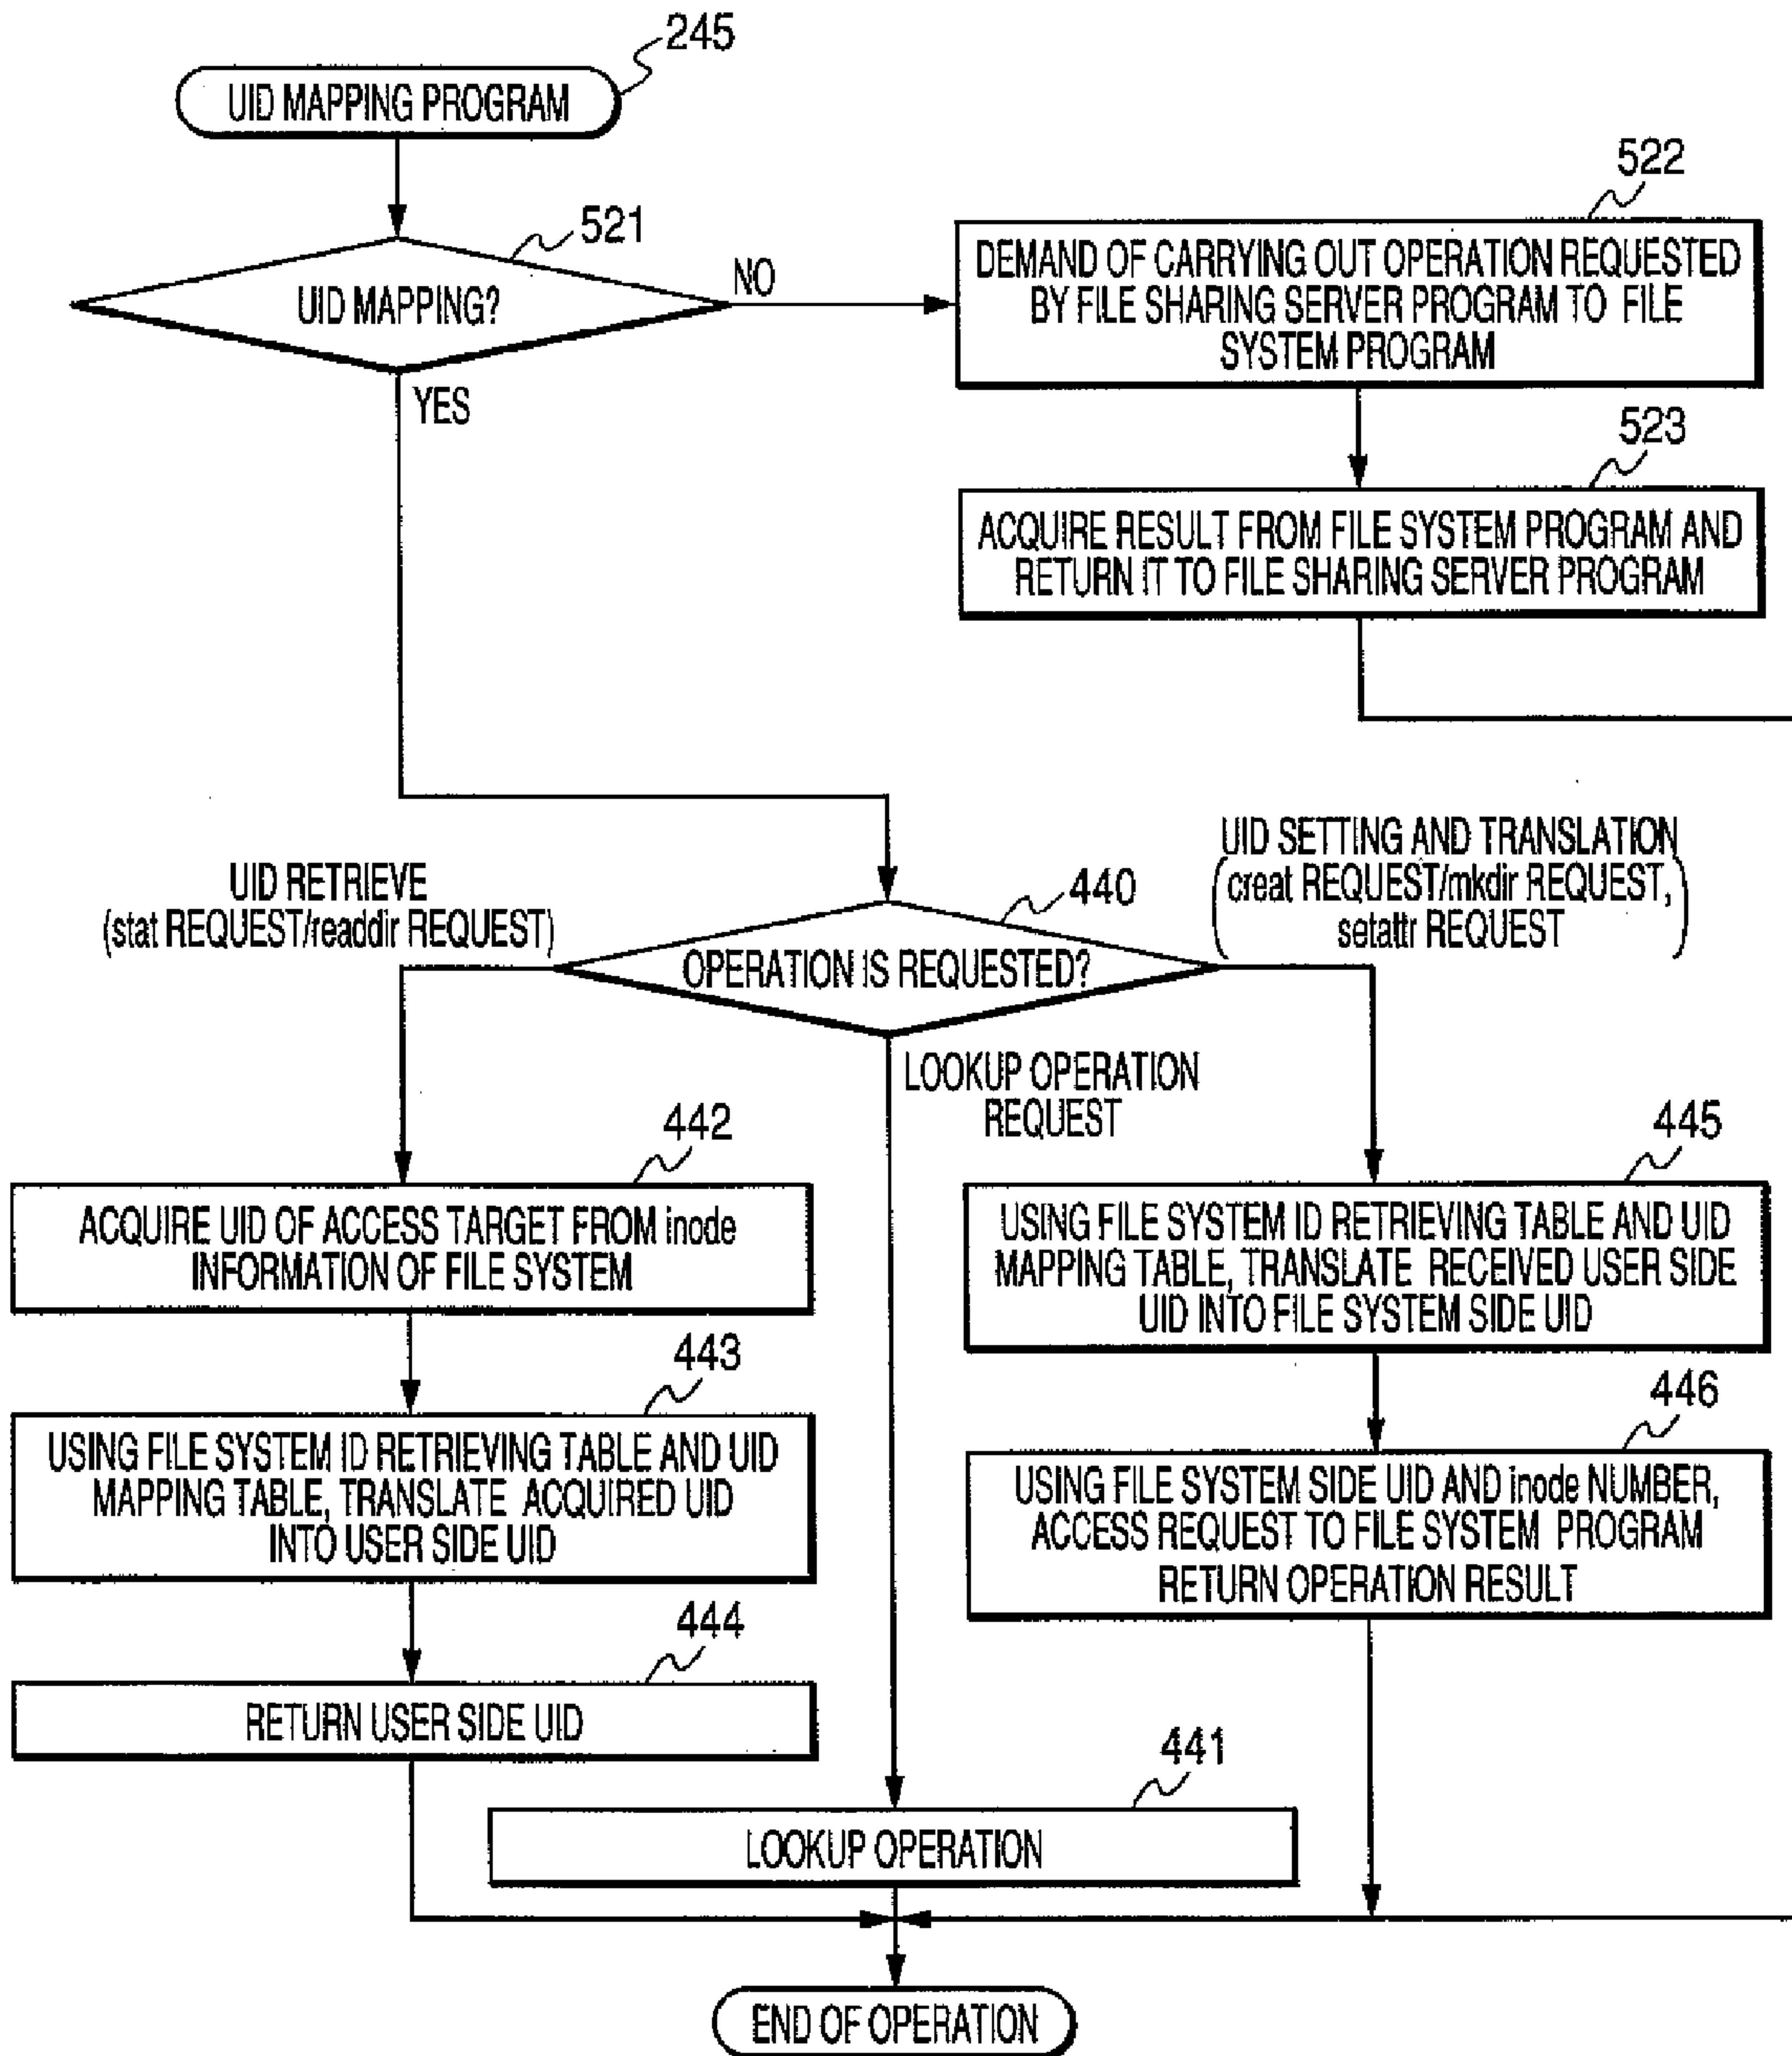 245
UID MAPPING PROGRAM
521
UID MAPPING?
NO
YES
522
DEMAND OF CARRYING OUT OPERATION REQUESTED
BY FILE SHARING SERVER PROGRAM TO FILE
SYSTEM PROGRAM
523
ACQUIRE RESULT FROM FILE SYSTEM PROGRAM AND
RETURN IT TO FILE SHARING SERVER PROGRAM
UID RETRIEVE
(stat REQUEST/readdir REQUEST)
440
OPERATION IS REQUESTED?
UID SETTING AND TRANSLATION
(creat REQUEST/mkdir REQUEST,
setattr REQUEST)
LOOKUP OPERATION
REQUEST
442
ACQUIRE UID OF ACCESS TARGET FROM inode
INFORMATION OF FILE SYSTEM
443
USING FILE SYSTEM ID RETRIEVING TABLE AND UID
MAPPING TABLE, TRANSLATE ACQUIRED UID
INTO USER SIDE UID
444
RETURN USER SIDE UID
445
USING FILE SYSTEM ID RETRIEVING TABLE AND UID
MAPPING TABLE, TRANSLATE RECEIVED USER SIDE
UID INTO FILE SYSTEM SIDE UID
446
USING FILE SYSTEM SIDE UID AND inode NUMBER,
ACCESS REQUEST TO FILE SYSTEM PROGRAM
RETURN OPERATION RESULT
441
LOOKUP OPERATION
END OF OPERATION